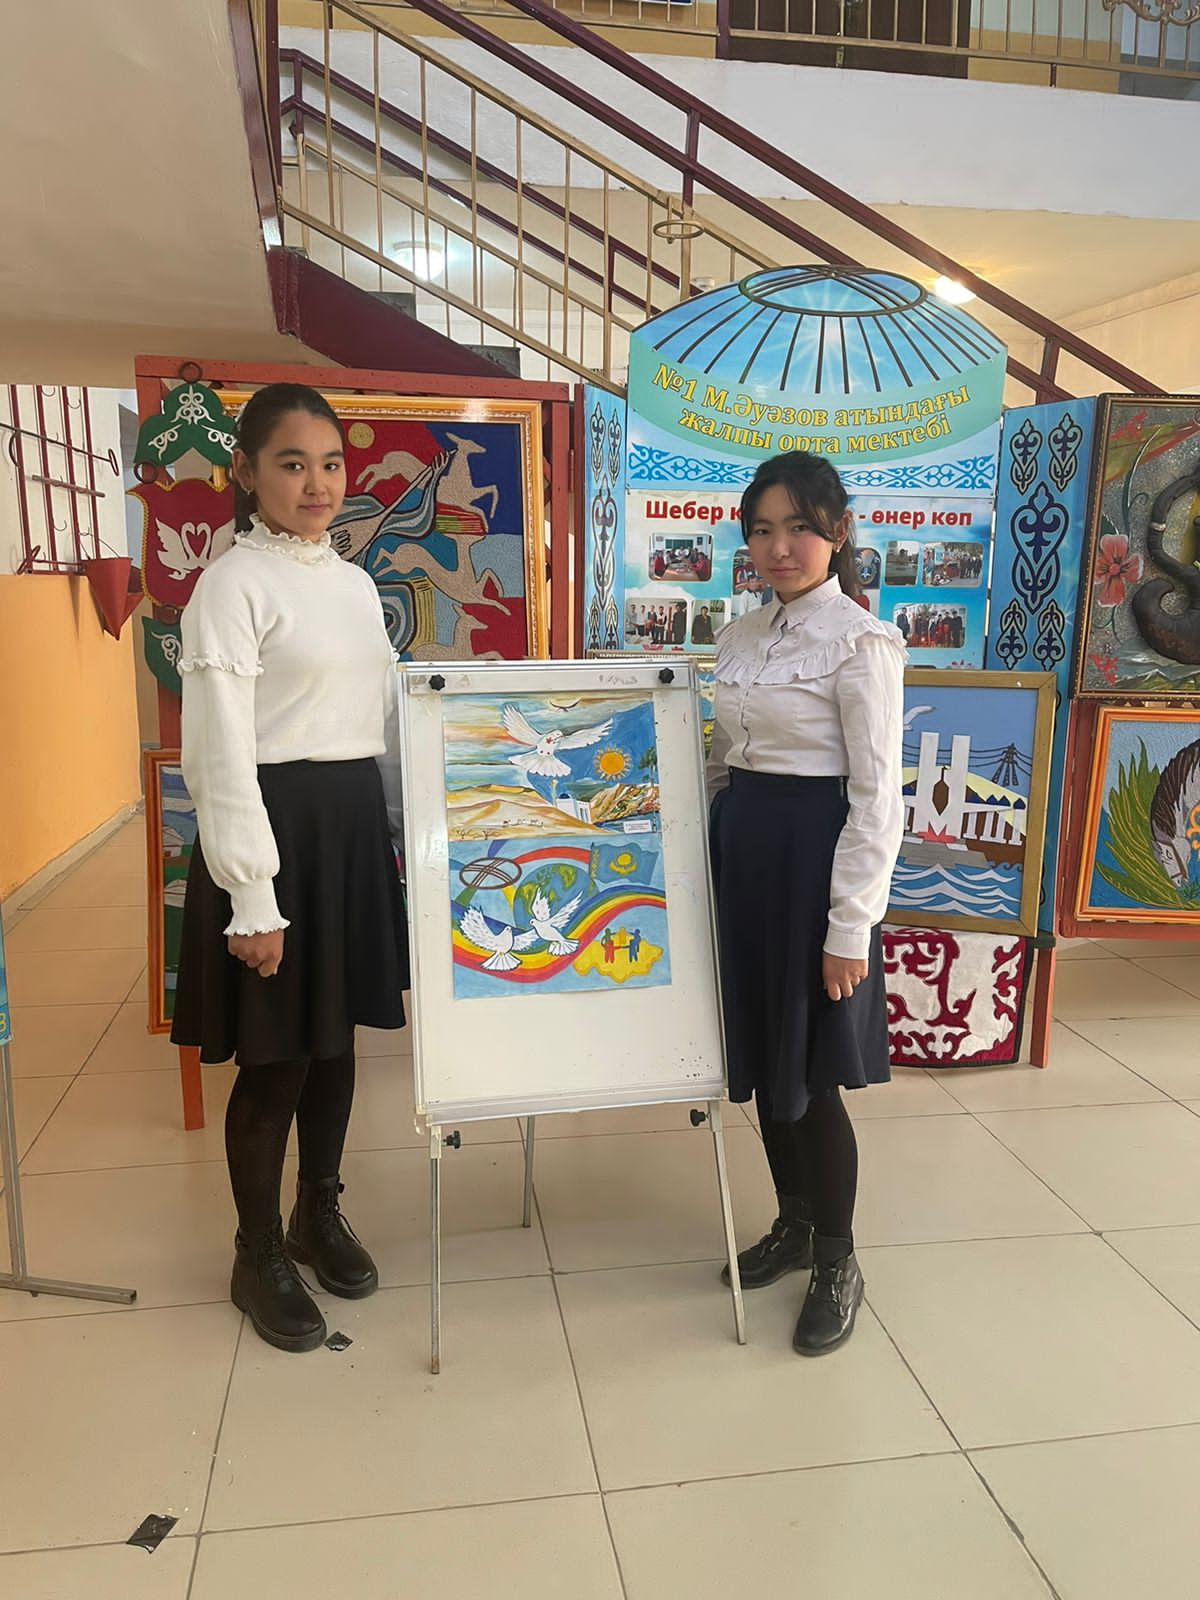 №1 М.Әуэзов атындағы
жалпы орта мектебі
Шебер - өнер көп